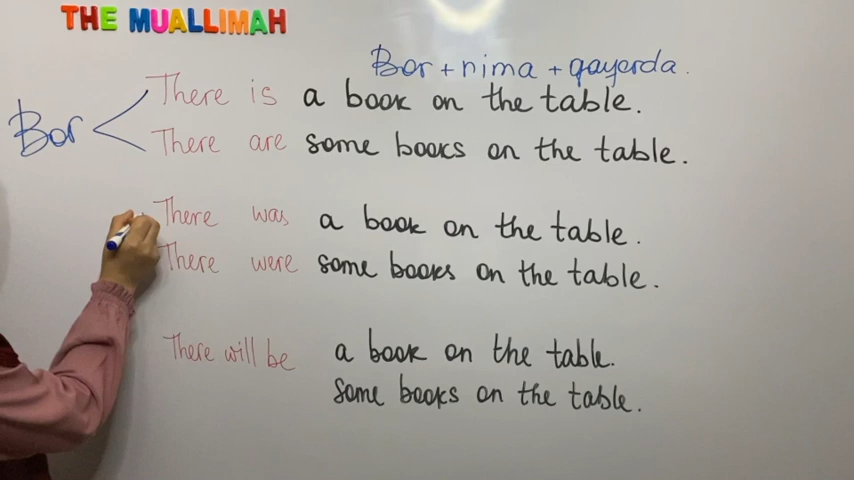 THE MUALLIMAH
Bor + nima + qayerda.
Bor
There is a book on the table.
There are some books on the table.
There was a book on the table.
There were some books on the table.
There will be a book on the table.
some books on the table.